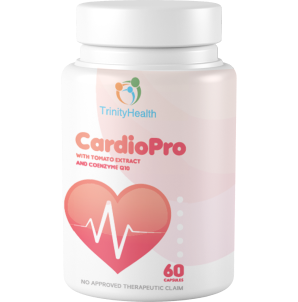 TrinityHealth
CardioPro
WITH TOMATO EXTRACT
AND COENZYME Q10
60
CAPSULES
NO APPROVED THERAPEUTIC CLAIM